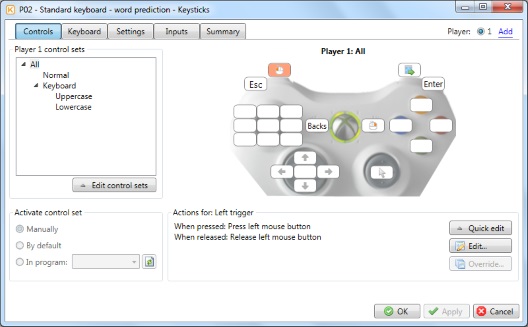 P02 - Standard keyboard - word prediction - Keysticks
Controls Keyboard Settings Inputs Summary Player: 1 Add
Player 1 control sets
All
Normal
Keyboard
Uppercase
Lowercase
Edit control sets
Player 1: All
Esc Enter
Backs
Activate control set
Manually
By default
In program:
Actions for: Left trigger
When pressed: Press left mouse button
When released: Release left mouse button
Quick edit
Edit...
Override...
OK Apply Cancel